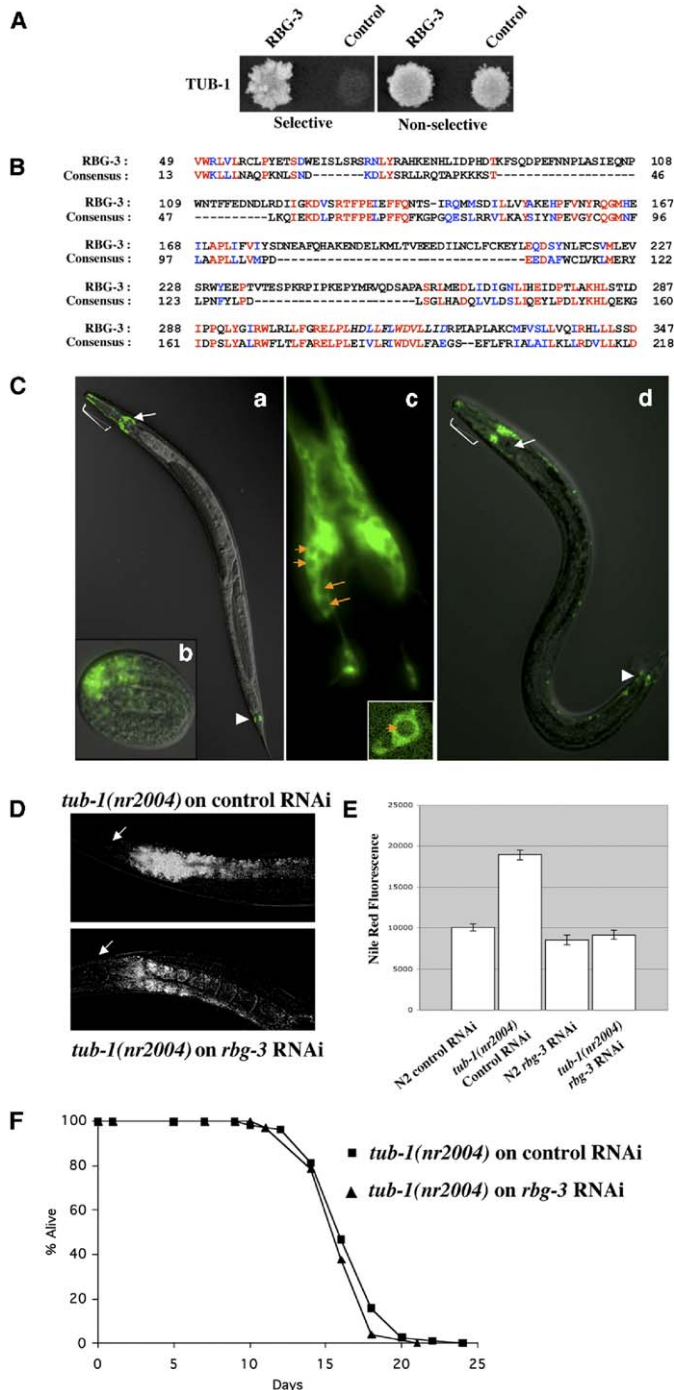 A
RBG-3 Control RBG-3 Control
TUB-1
Selective Non-selective
B
RBG-3 : 49 VWRLVLRCLPYETSDWEISLSRSRNLYRAHKENHLIDPHDTKFSQDPEFNNPLASIEQNP 108
Consensus: 13 VWKLLLNAQPKNLSND------KDLYSRLLRQTAPKKKST-------------------- 46
RBG-3 : 109 WNTFFEDNDLRDIIGKDVSRTFPEIEFFQNTS-IRQMMSDILLVYAKEHPFVNYRQGMHE 167
Consensus: 47 ----------LKQIEKDLPRTFPELPFFQKFGPGQESLRRVLKAYSIYNPEVGYCQGMNF 96
RBG-3 : 168 ILAPLIFVIYSDNEAFQHAKENDELKMLTVEEEDILNCLFCKEYLEQDSYNLFCSVMLEV 227
Consensus: 97 LAAPLLLVMPD-------------------------------EEDAFWCLVKLMERY 122
RBG-3 : 228 SRWYEEPTVTESPKRPIPKEPYMRVQDSAPASRLMEDLIDIGNLLHEIDPTLAKHLSTLD 287
Consensus: 123 LPNYFLPD-----------------LSGLHADQLVLDSLIQEYLPDLYKHLQEKG 160
RBG-3 : 288 IPPQLYGIRWLRLLFGRELPLHDLLFLWDVLLIDRPIAPLAKCMFVSLLVQIRHLLLSSD 347
Consensus: 161 IDPSLYALRWFLTLFARELPLEIVLRIWDVLFAEGS--EFLFRIALAILKLLRDVLLKLD 218
C
a
b
c
d
D
tub-1(nr2004) on control RNAi
tub-1(nr2004) on rbg-3 RNAi
E
Nile Red Fluorescence
25000
20000
15000
10000
5000
0
N2 control RNAi
tub-1(nr2004)
Control RNAi
N2 rbg-3 RNAi
tub-1(nr2004)
rbg-3 RNAi
F
% Alive
100
80
60
40
20
0
0 5 10 15 20 25
Days
tub-1(nr2004) on control RNAi
tub-1(nr2004) on rbg-3 RNAi